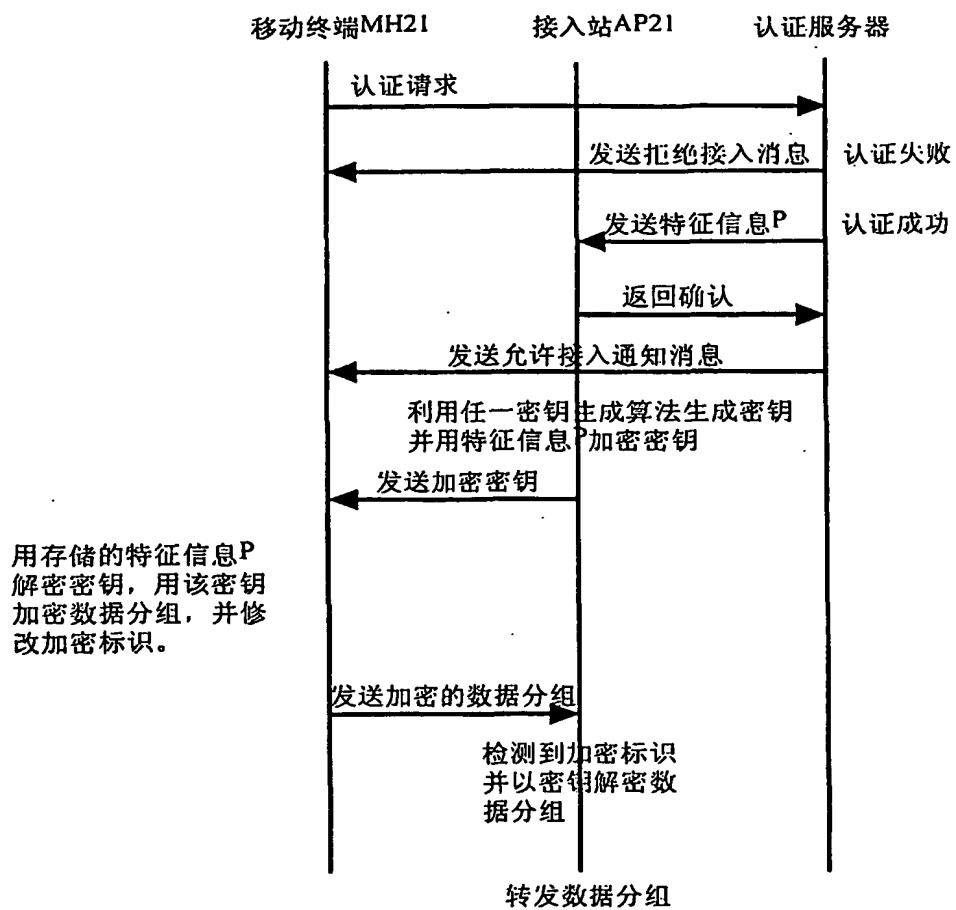 移动终端MH21 接入站AP21 认证服务器
认证请求
发送拒绝接入消息 认证失败
发送特征信息P 认证成功
返回确认
发送允许接入通知消息
利用任一密钥生成算法生成密钥
并用特征信息P加密密钥
发送加密密钥
用存储的特征信息P
解密密钥，用该密钥
加密数据分组，并修
改加密标识。
发送加密的数据分组
检测到加密标识
并以密钥解密数
据分组
转发数据分组